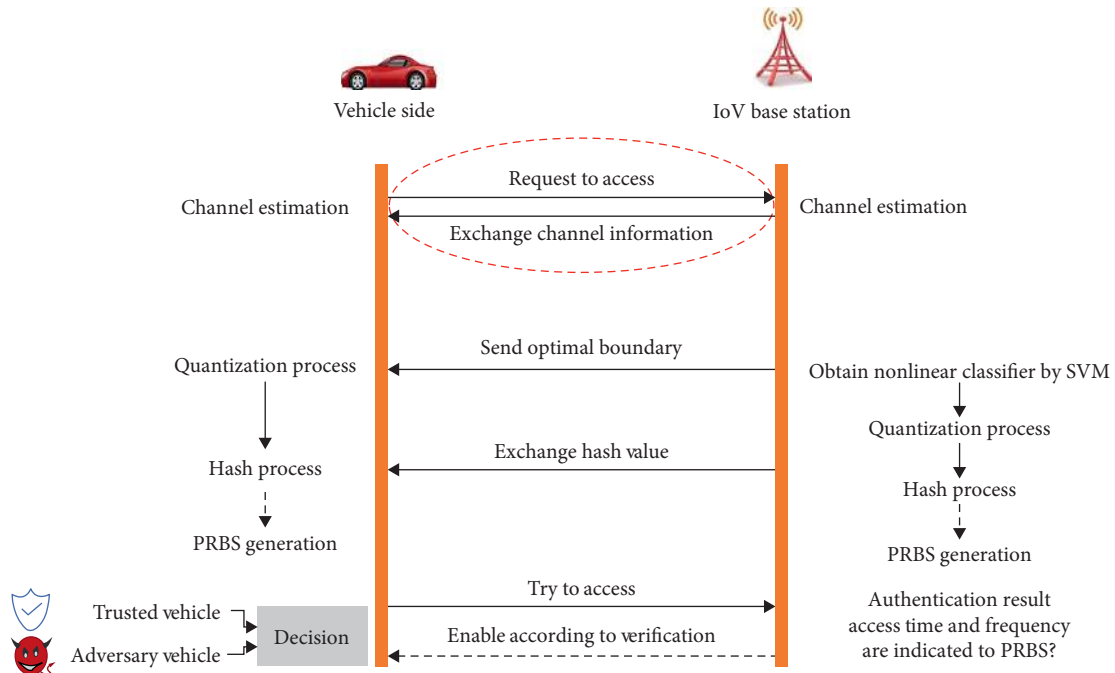 Vehicle side
IoV base station
Request to access
Channel estimation
Channel estimation
Exchange channel information
Send optimal boundary
Quantization process
Obtain nonlinear classifier by SVM
Quantization process
Exchange hash value
Hash process
Hash process
PRBS generation
PRBS generation
Try to access
Trusted vehicle
Decision
Adversary vehicle
Enable according to verification
Authentication result
access time and frequency
are indicated to PRBS?